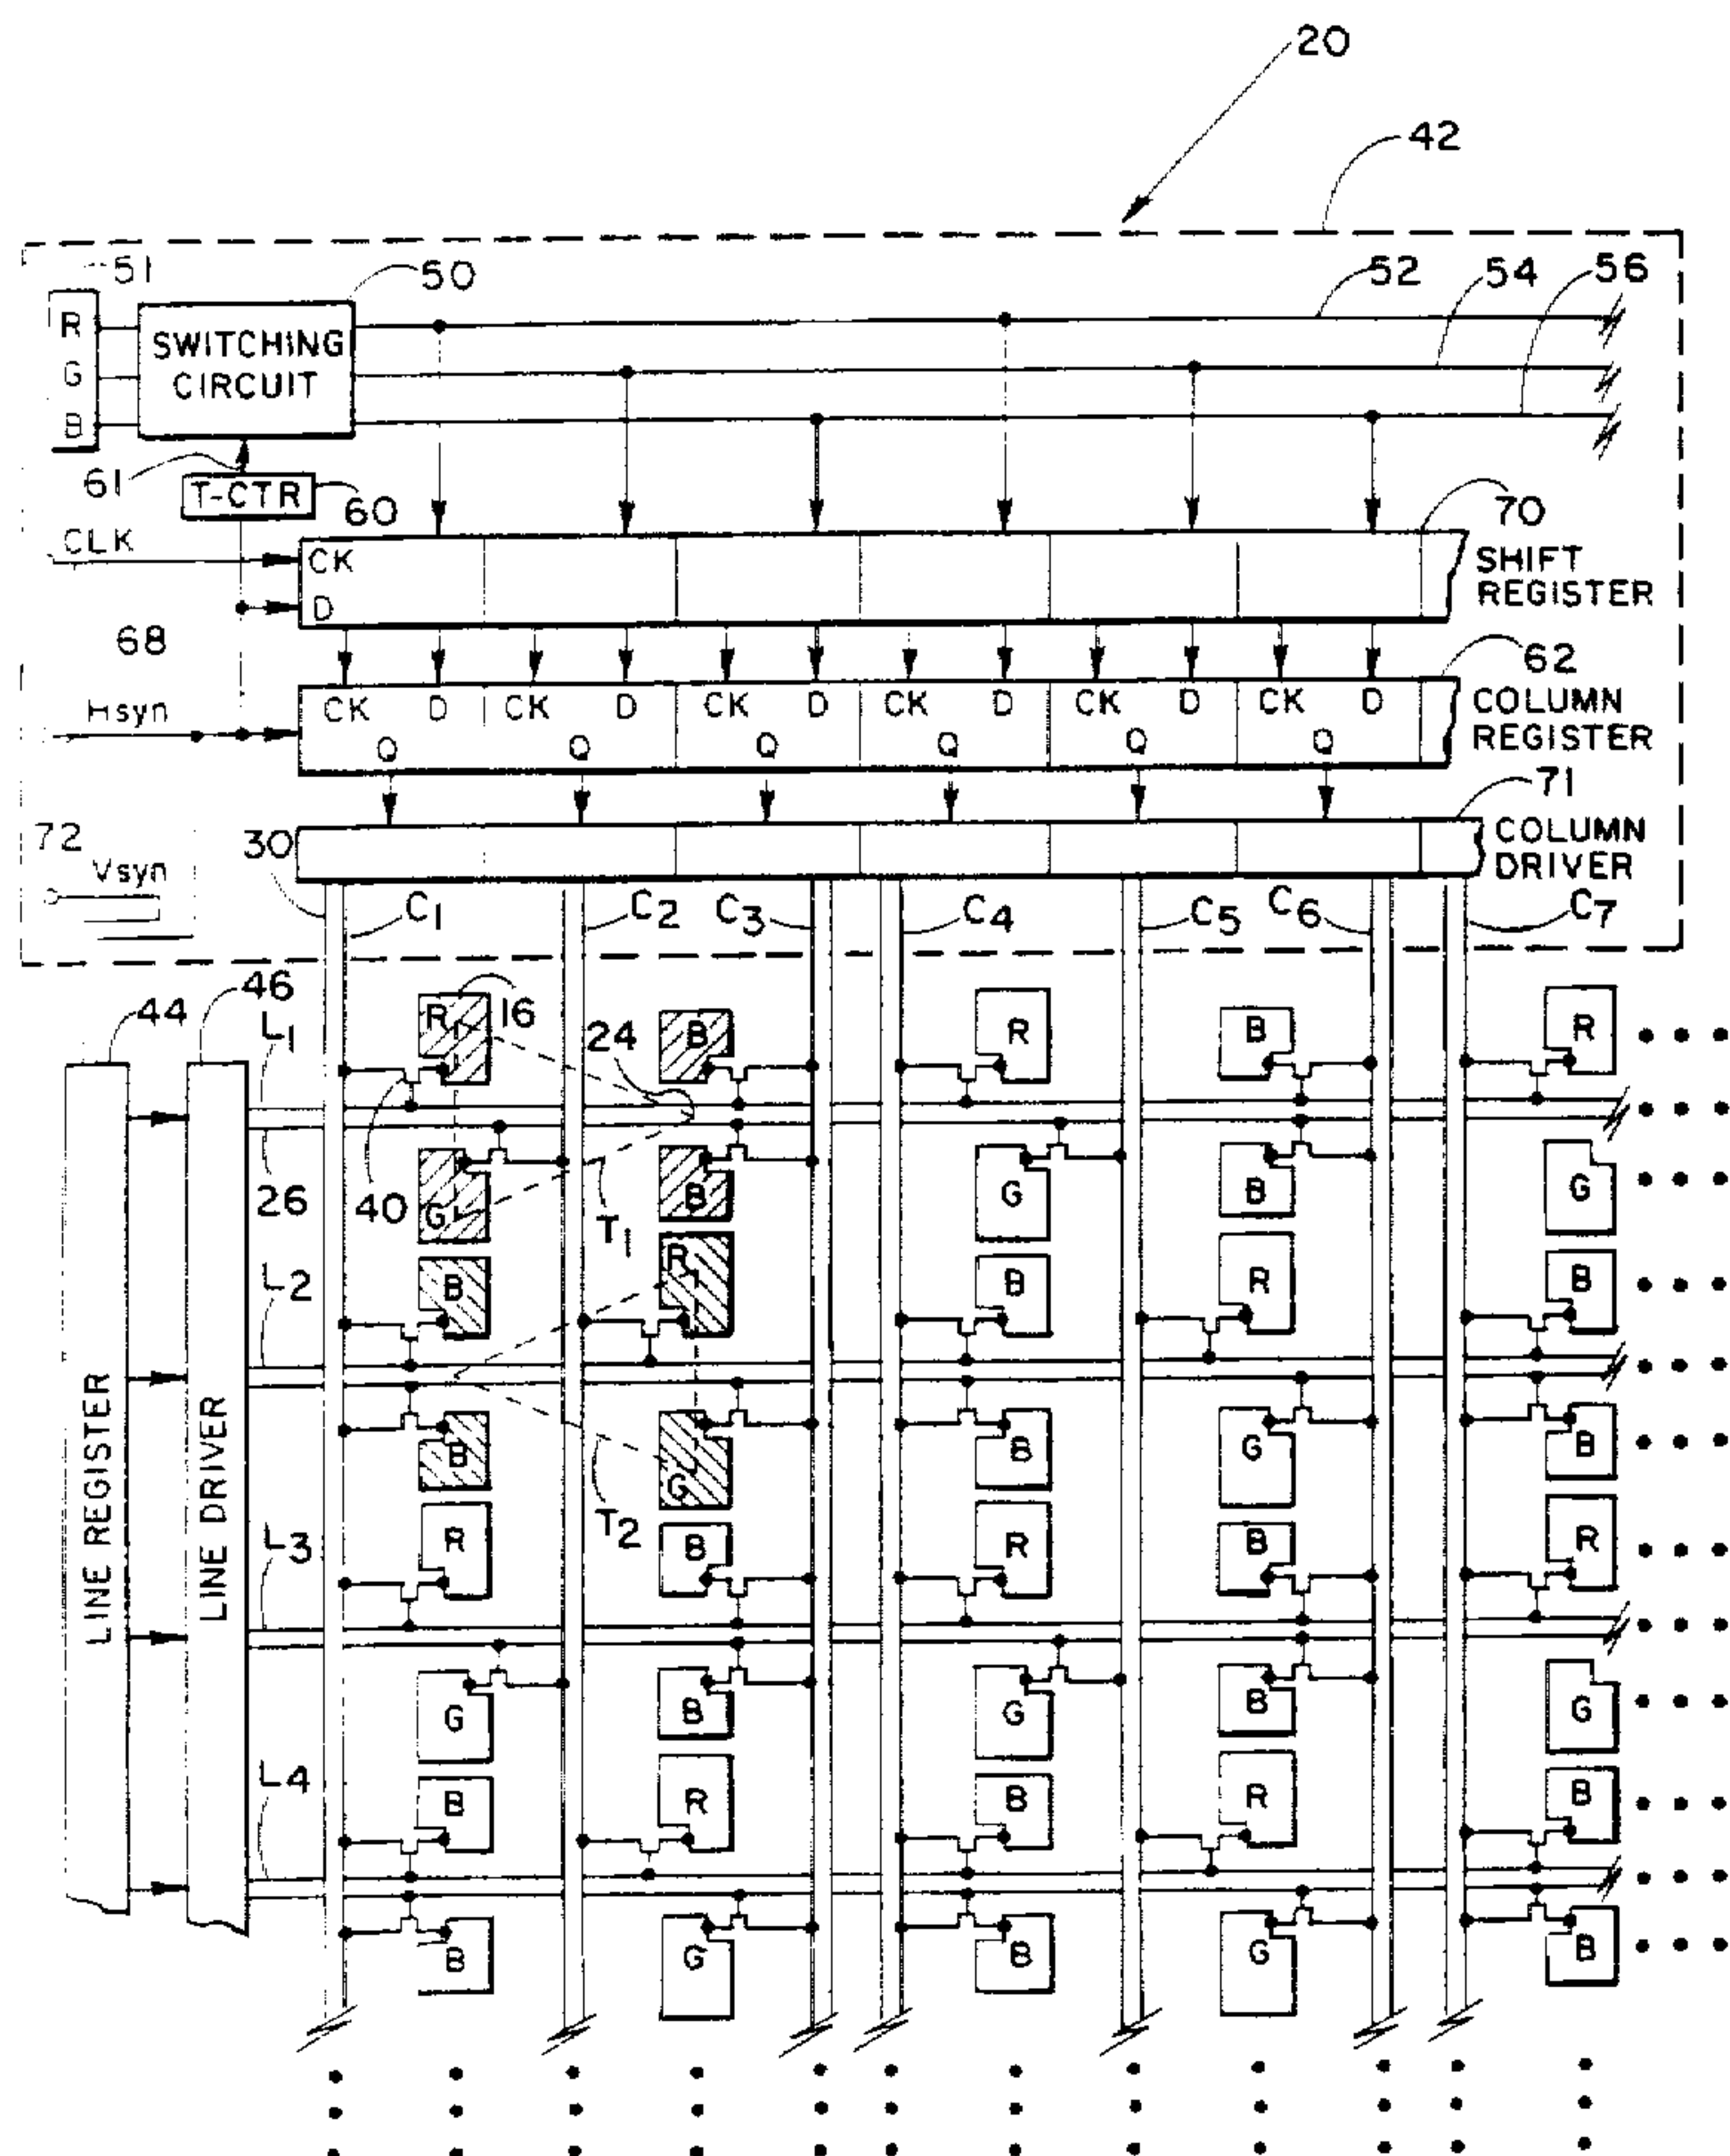 20
42
51
50
52
54
56
R
G
B
SWITCHING
CIRCUIT
61
T-CTR
60
CLK
CK
D
70
SHIFT
REGISTER
68
Hsyn
62
CK D CK D CK D CK D CK D CK D
Q Q Q Q Q Q
COLUMN
REGISTER
71
72
Vsyn
30
COLUMN
DRIVER
C1 C2 C3 C4 C5 C6 C7
44
46
L1
R 16
24
B R B R
26
40
G B G B G
T1
L2
B R B R B
LINE REGISTER
LINE DRIVER
B G B G B
T2
L3
R B R B R
G B G B G
L4
B R B R B
B G B G B